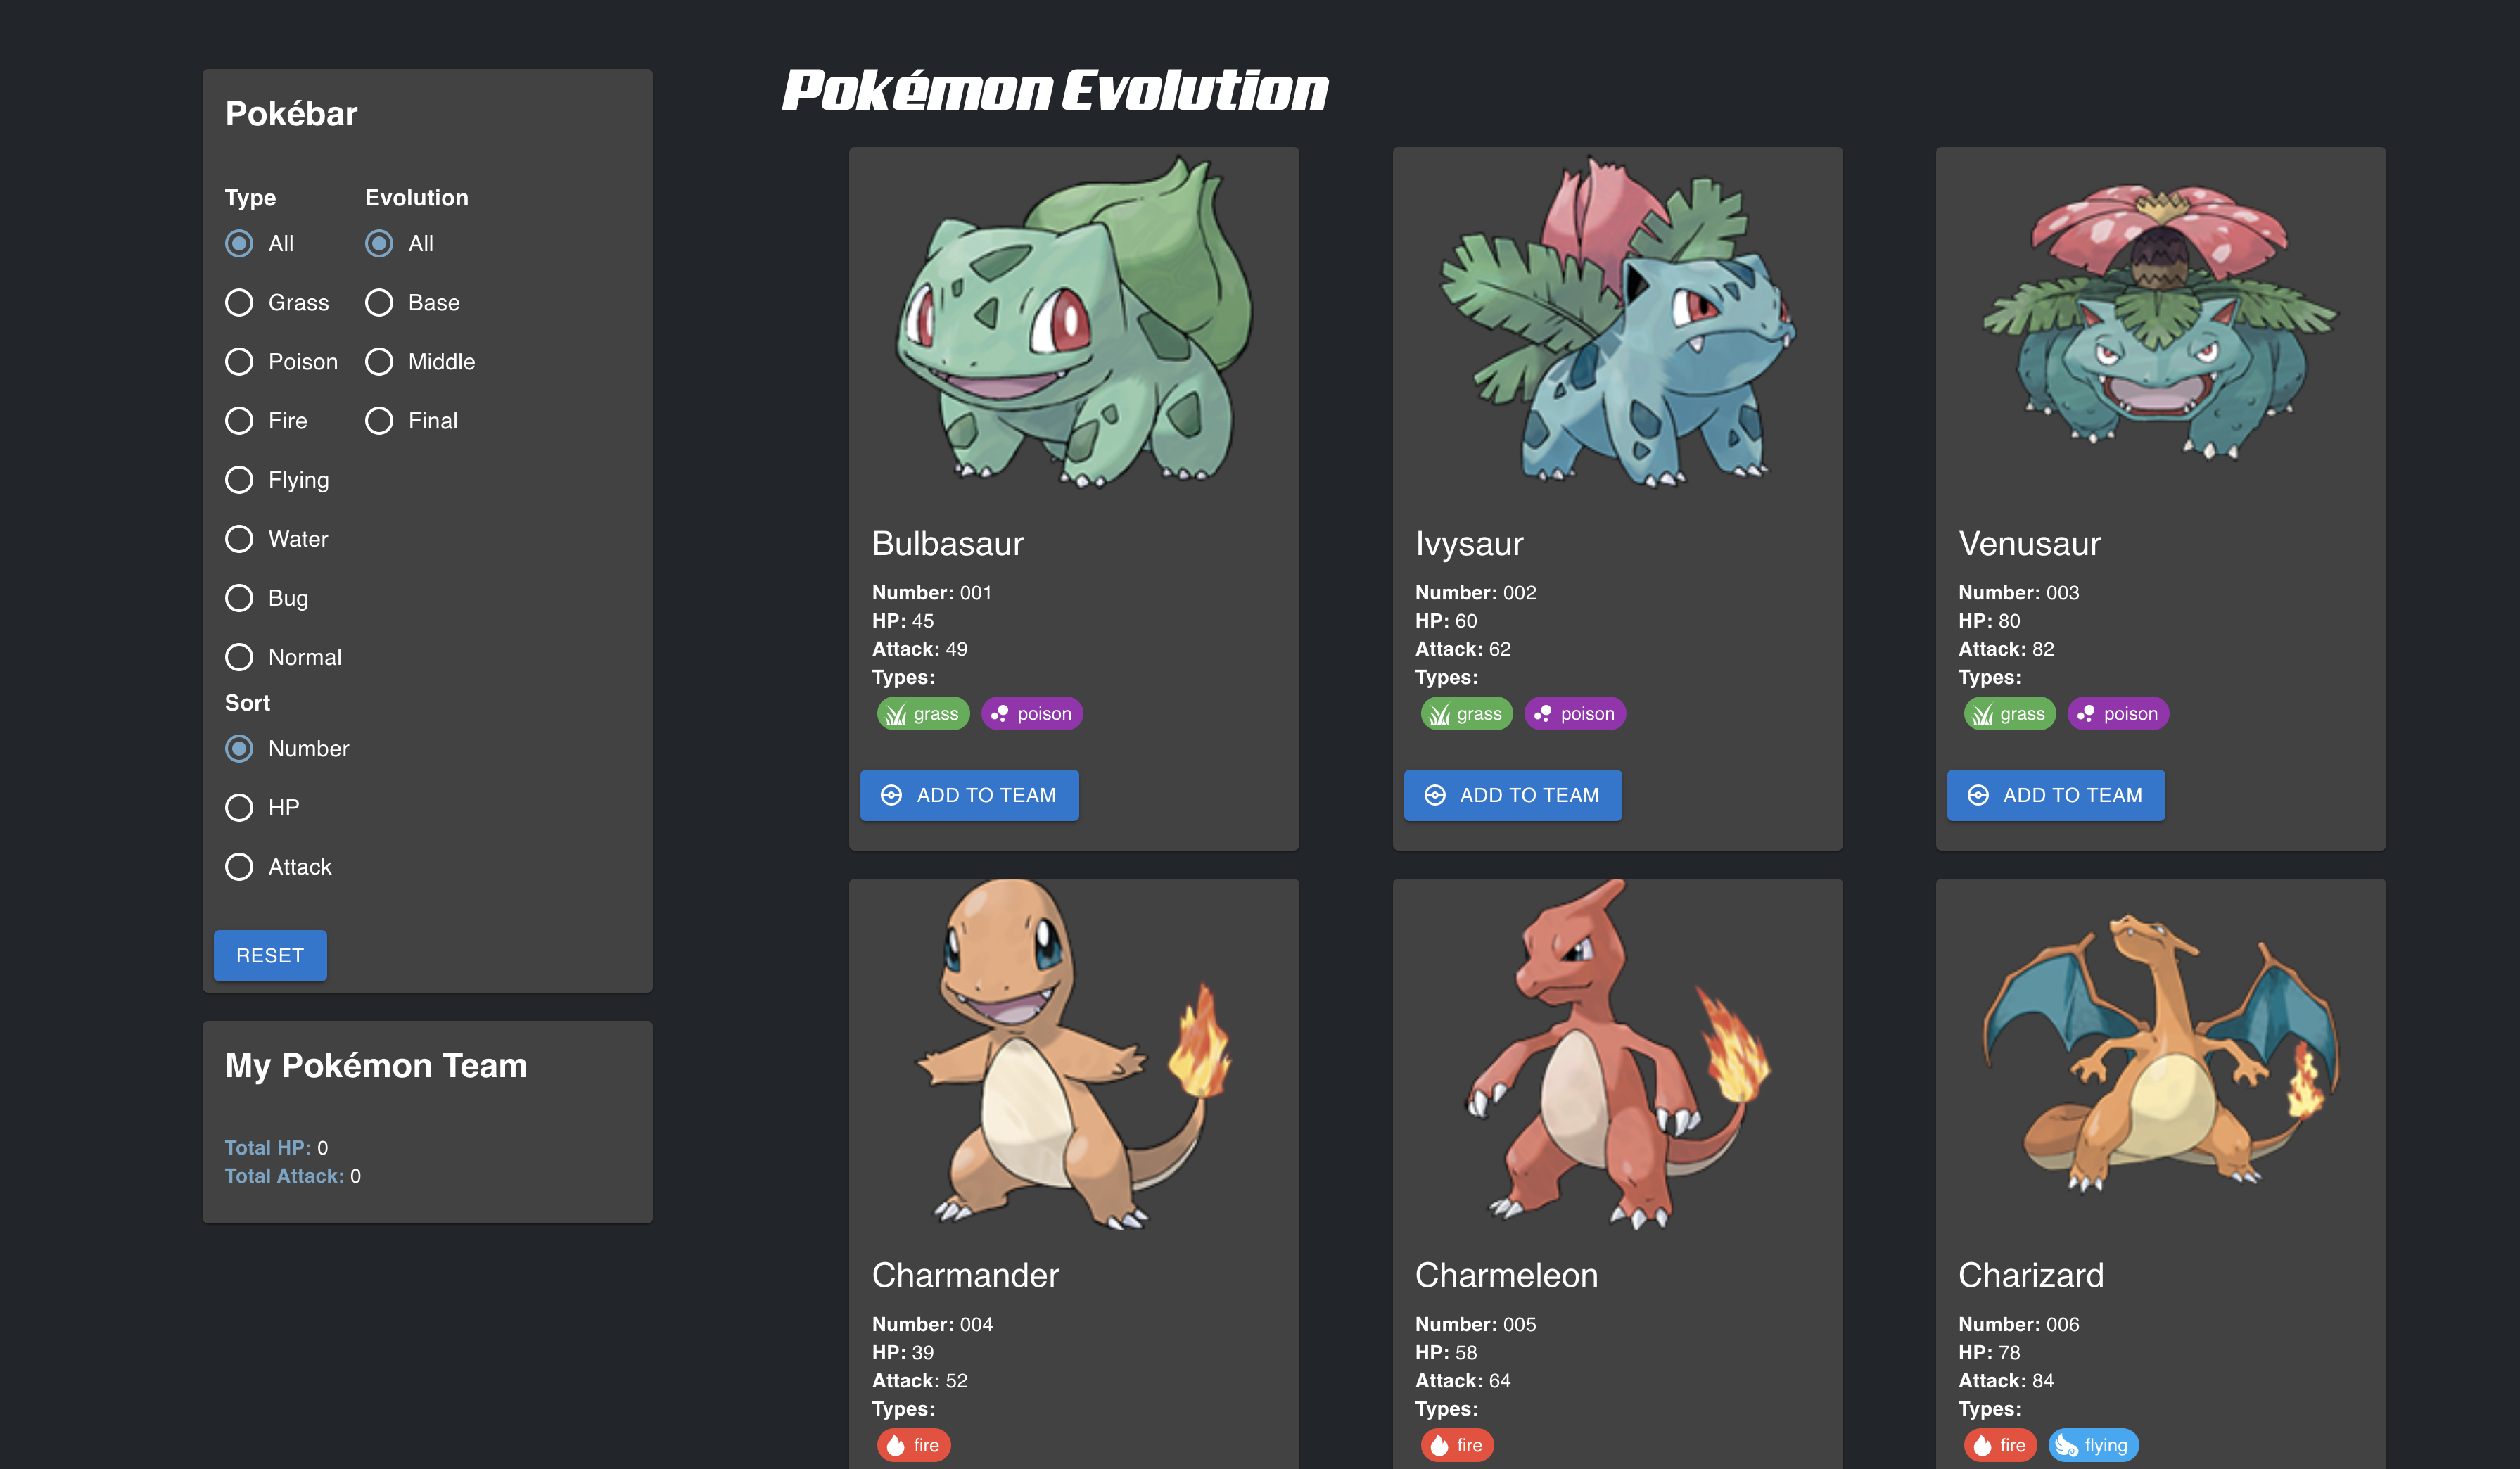 Pokébar
Type
All
Grass
Poison
Fire
Flying
Water
Bug
Normal
Evolution
All
Base
Middle
Final
Sort
Number
HP
Attack
RESET
My Pokémon Team
Total HP: 0
Total Attack: 0
Pokémon Evolution
Bulbasaur
Number: 001
HP: 45
Attack: 49
Types:
grass poison
ADD TO TEAM
Ivysaur
Number: 002
HP: 60
Attack: 62
Types:
grass poison
ADD TO TEAM
Venusaur
Number: 003
HP: 80
Attack: 82
Types:
grass poison
ADD TO TEAM
Charmander
Number: 004
HP: 39
Attack: 52
Types:
fire
Charmeleon
Number: 005
HP: 58
Attack: 64
Types:
fire
Charizard
Number: 006
HP: 78
Attack: 84
Types:
fire flying